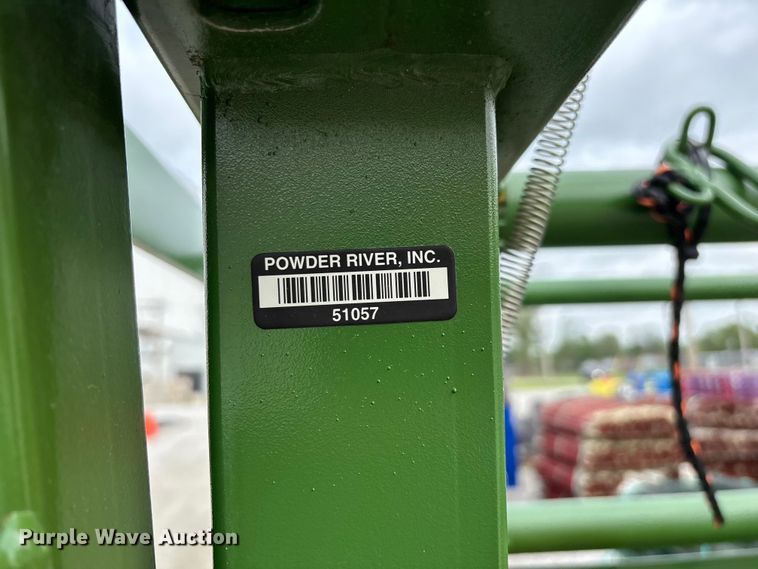 POWDER RIVER, INC.
51057
Purple Wave Auction